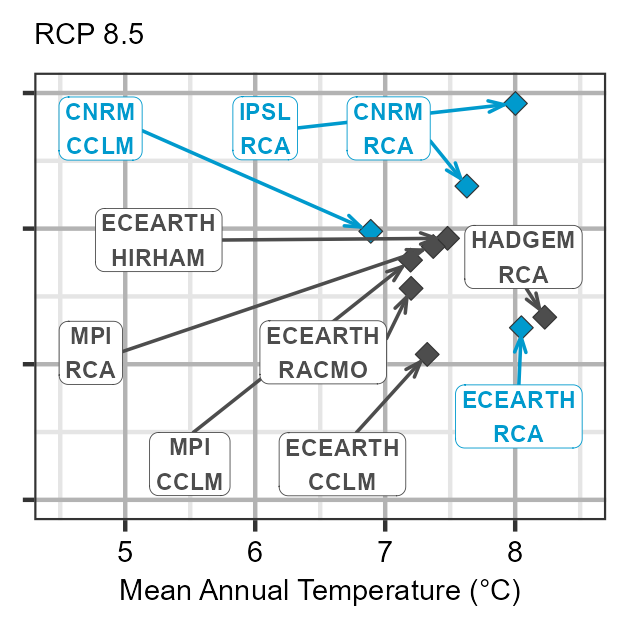 RCP 8.5
CNRM
CCLM
IPSL
RCA
CNRM
RCA
ECEARTH
HIRHAM
HADGEM
RCA
MPI
RCA
ECEARTH
RACMO
ECEARTH
RCA
MPI
CCLM
ECEARTH
CCLM
5 6 7 8
Mean Annual Temperature (°C)